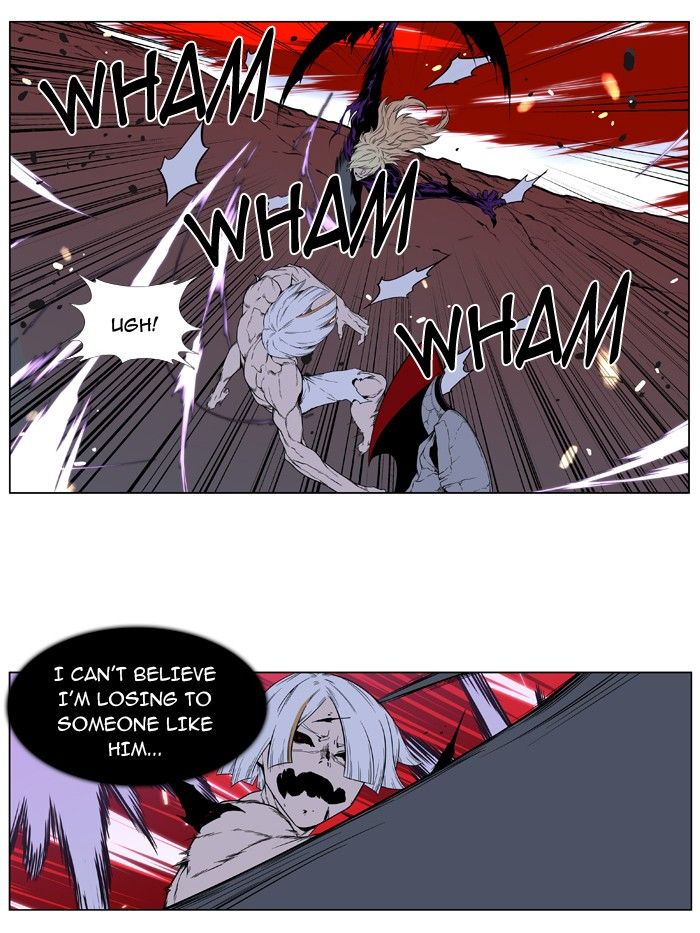 WHAM
WHAM
UGH!
WHAM
I CAN'T BELIEVE
I'M LOSING TO
SOMEONE LIKE
HIM...